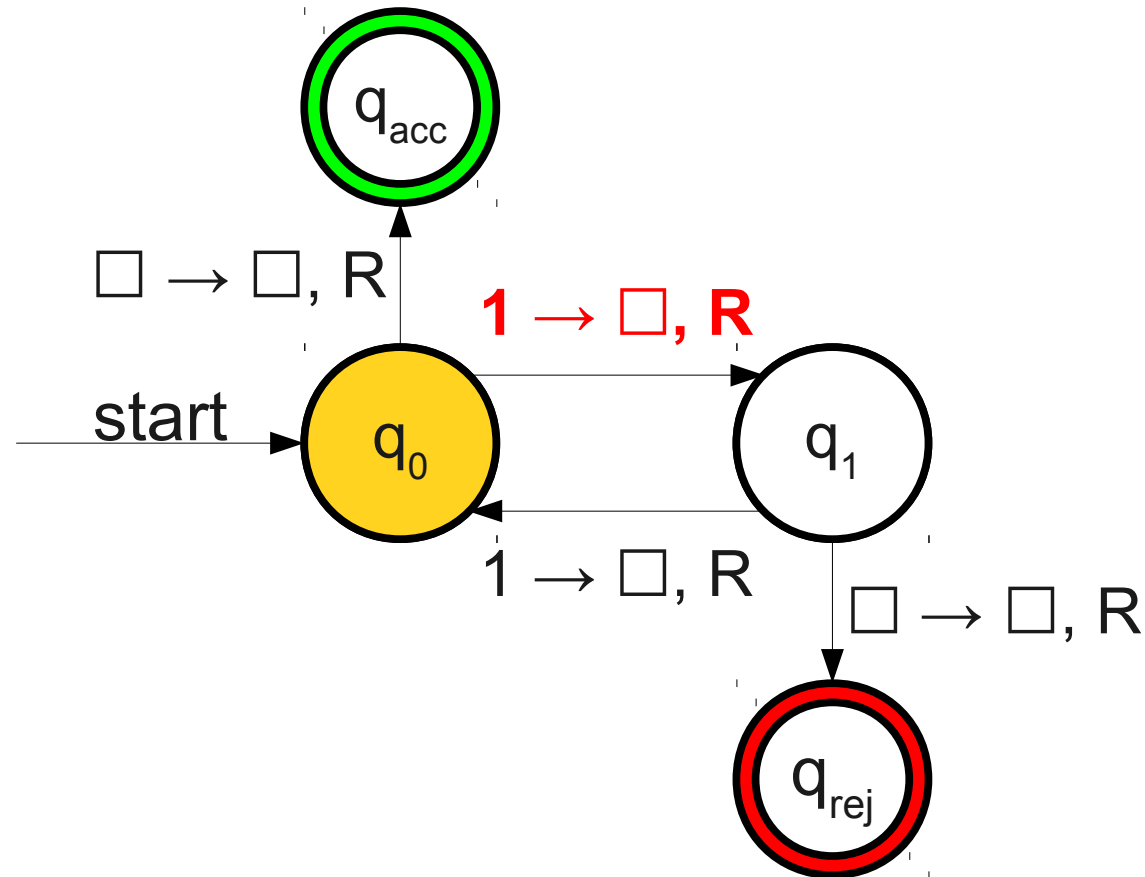 q_acc
□ → □, R
1 → □, R
start
q_0
q_1
1 → □, R
□ → □, R
q_rej